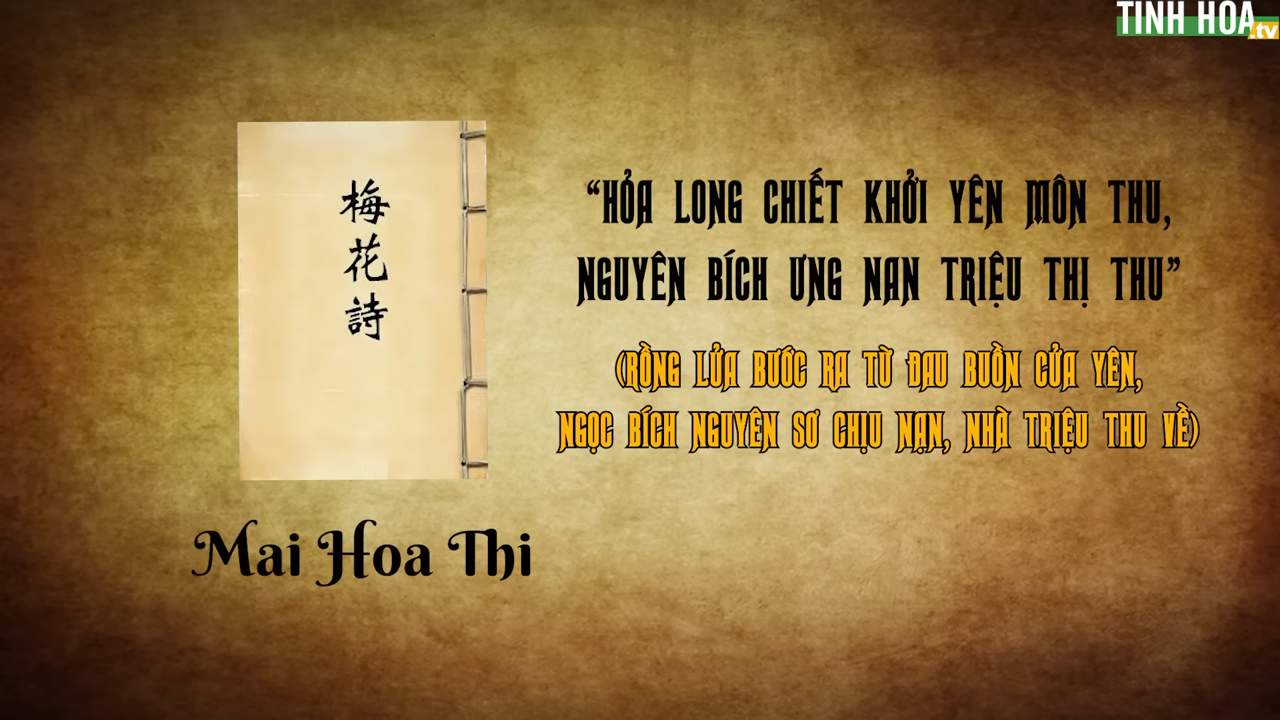 TINH HOA
.tv
梅花詩
“HỎA LONG CHIẾT KHỞI YÊN MÔN THU,
NGUYÊN BÍCH ƯNG NAN TRIỆU THỊ THU”
(RỒNG LỬA BƯỚC RA TỪ ĐAU BUỒN CỦA YÊN,
NGỌC BÍCH NGUYÊN SƠ CHỊU NẠN, NHÀ TRIỆU THU VỀ)
Mai Hoa Thi